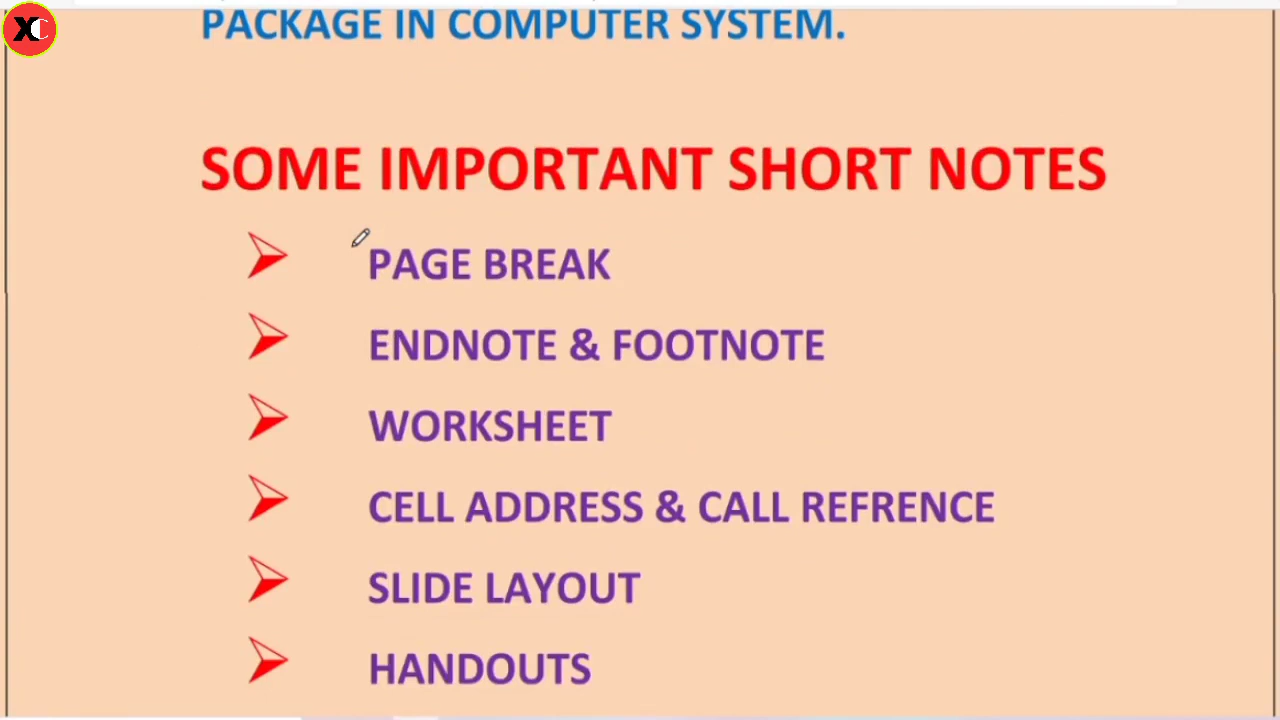 PACKAGE IN COMPUTER SYSTEM.
SOME IMPORTANT SHORT NOTES
PAGE BREAK
ENDNOTE & FOOTNOTE
WORKSHEET
CELL ADDRESS & CALL REFRENCE
SLIDE LAYOUT
HANDOUTS
XC